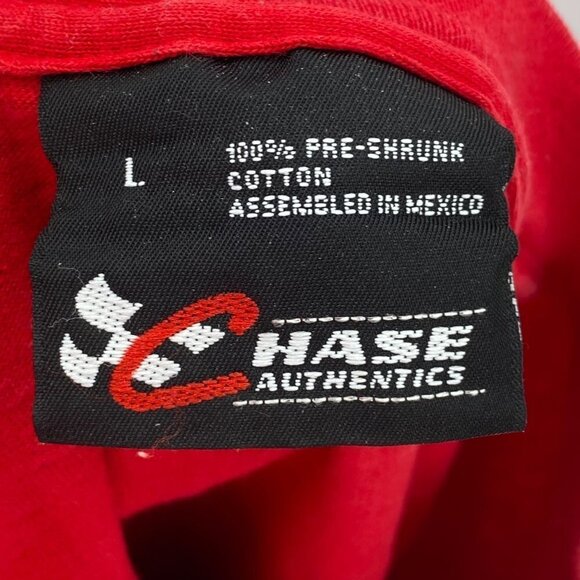 L
100% PRE-SHRUNK
COTTON
ASSEMBLED IN MEXICO
CHASE
AUTHENTICS